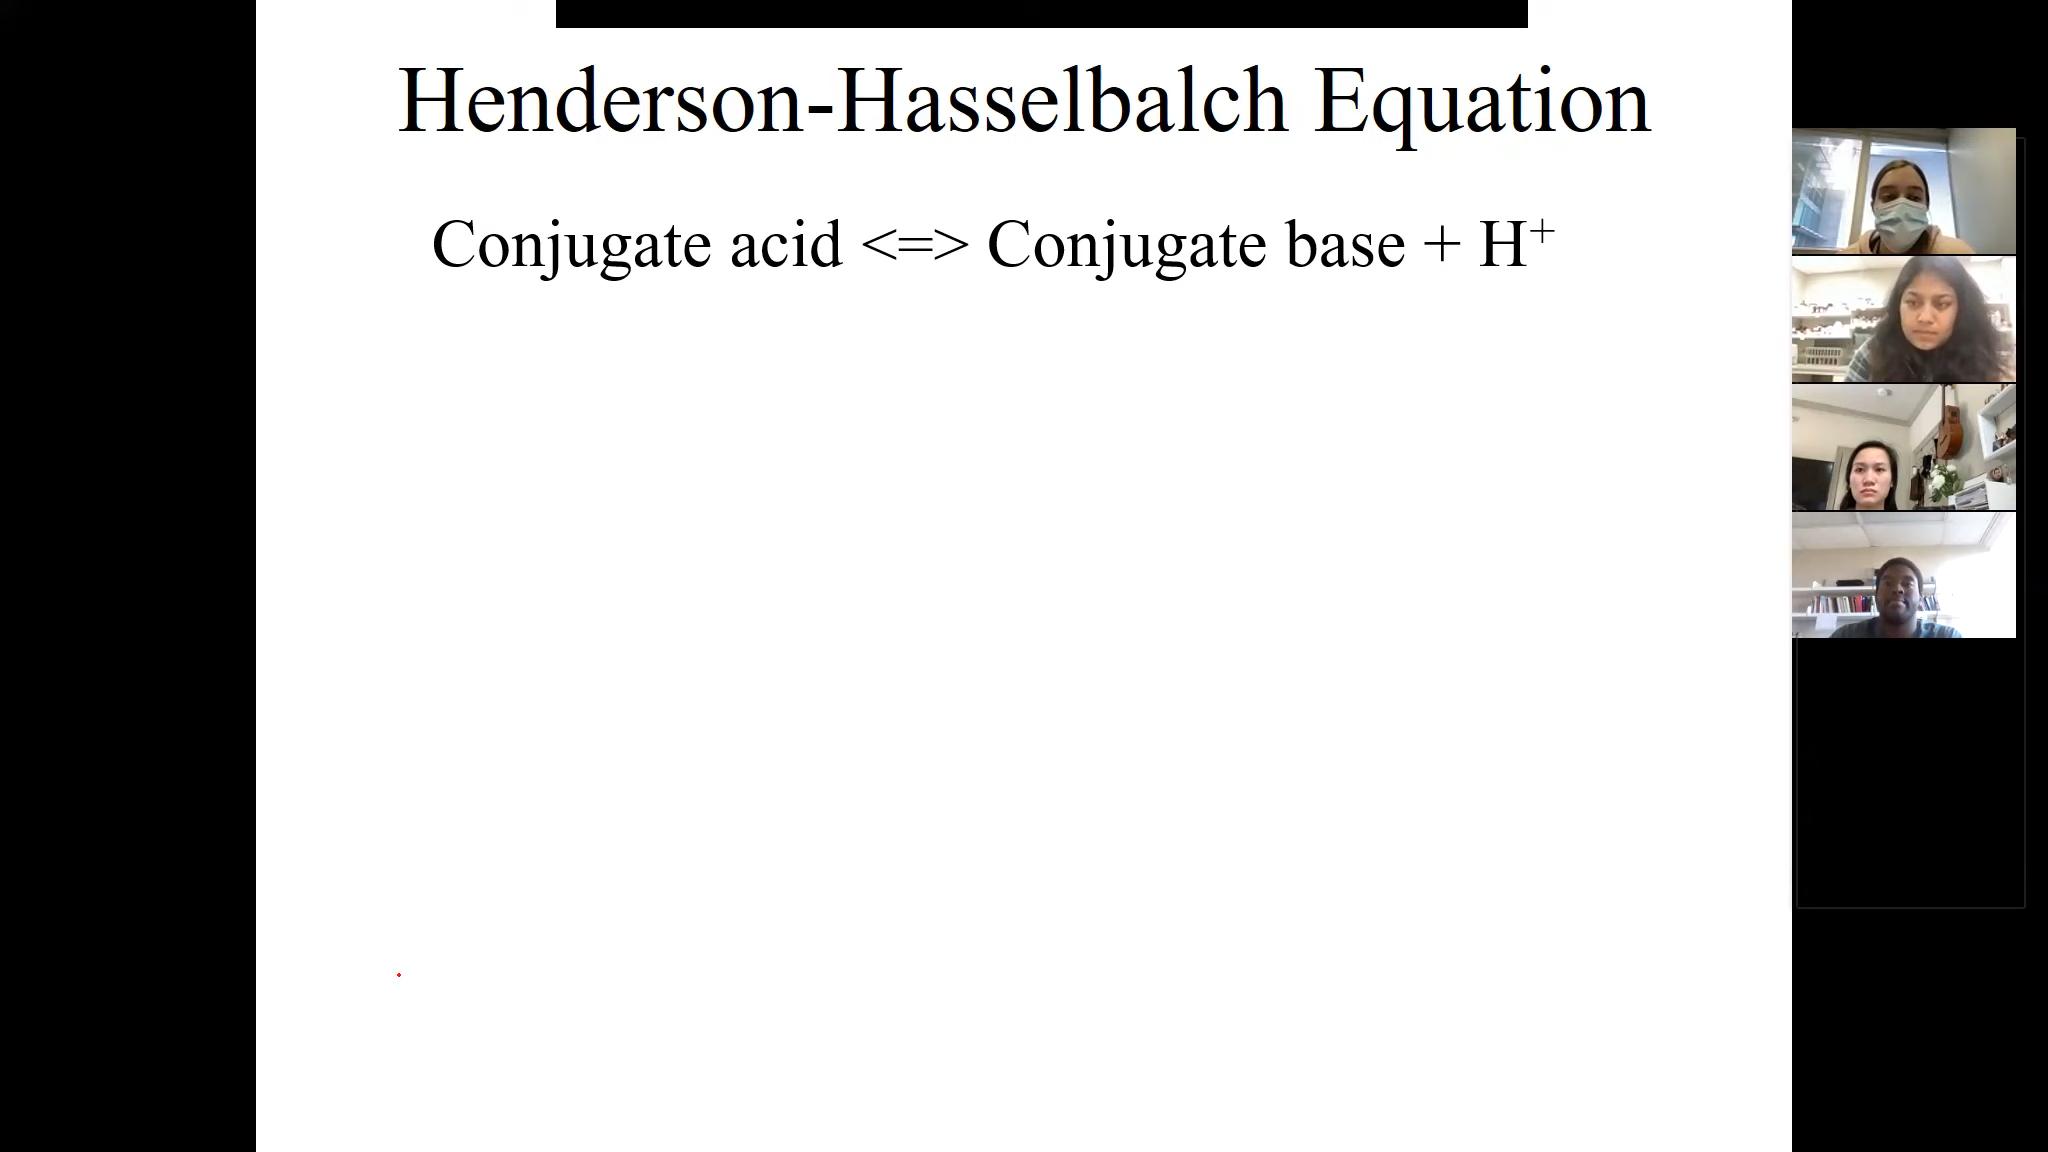 Henderson-Hasselbalch Equation
Conjugate acid <=> Conjugate base + H⁺